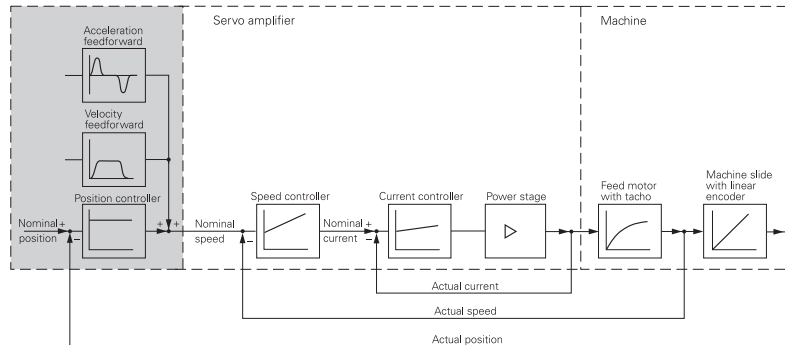 Servo amplifier
Machine
Acceleration
feedforward
Velocity
feedforward
Position controller
Nominal +
position
−
+ +
Nominal
speed
−
Speed controller
Nominal +
current −
Current controller
Power stage
Feed motor
with tacho
Machine slide
with linear
encoder
Actual current
Actual speed
Actual position